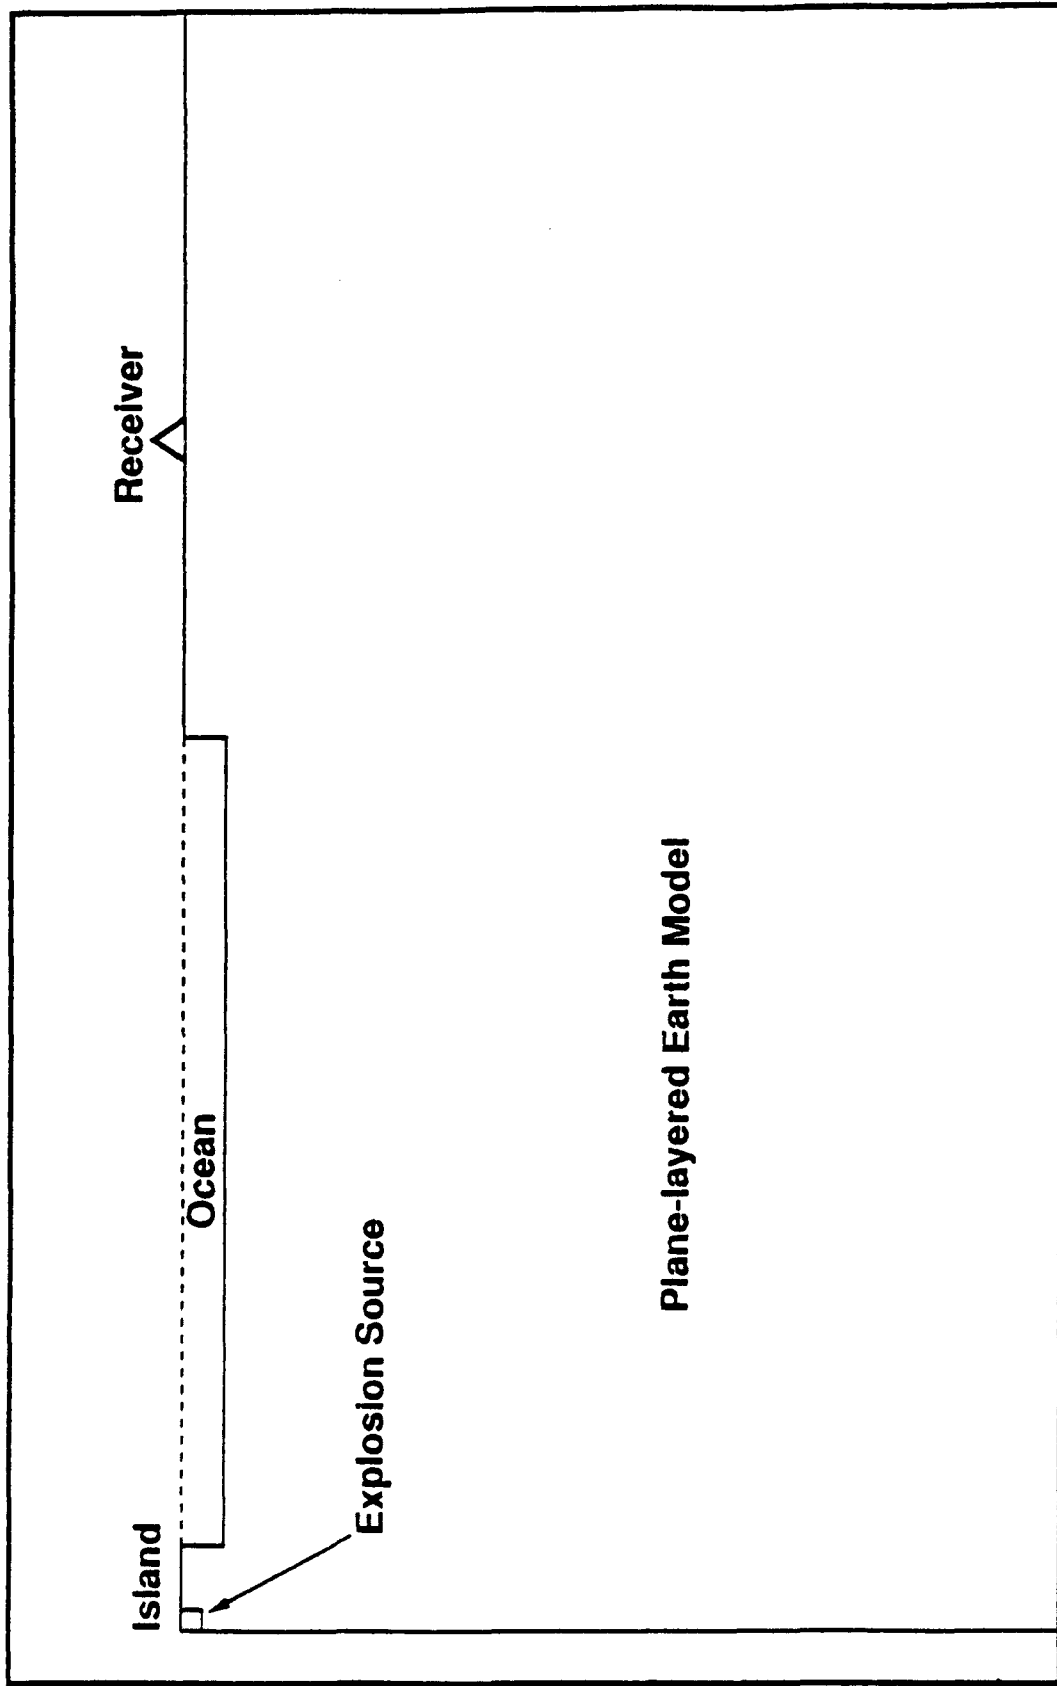 Island
Receiver
Ocean
Explosion Source
Plane-layered Earth Model